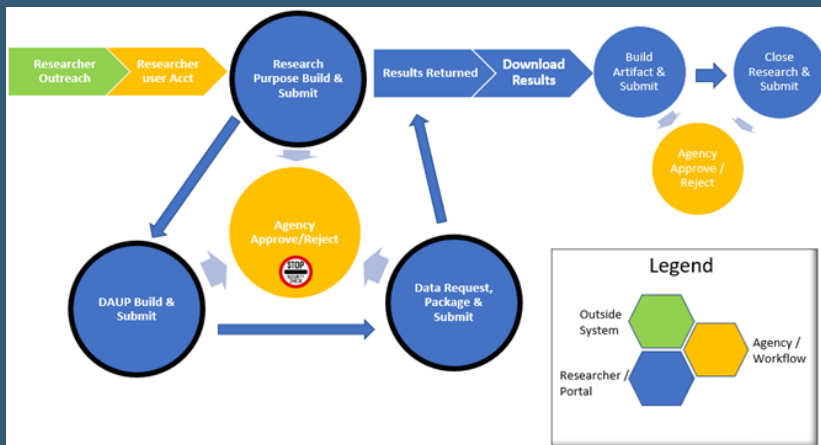 Researcher
Outreach
Researcher
user Acct
Research
Purpose Build &
Submit
Results Returned
Download
Results
Build
Artifact &
Submit
Close
Research &
Submit
Agency
Approve /
Reject
Agency
Approve/Reject
STOP
DAUP Build &
Submit
Data Request,
Package &
Submit
Legend
Outside
System
Agency /
Workflow
Researcher /
Portal